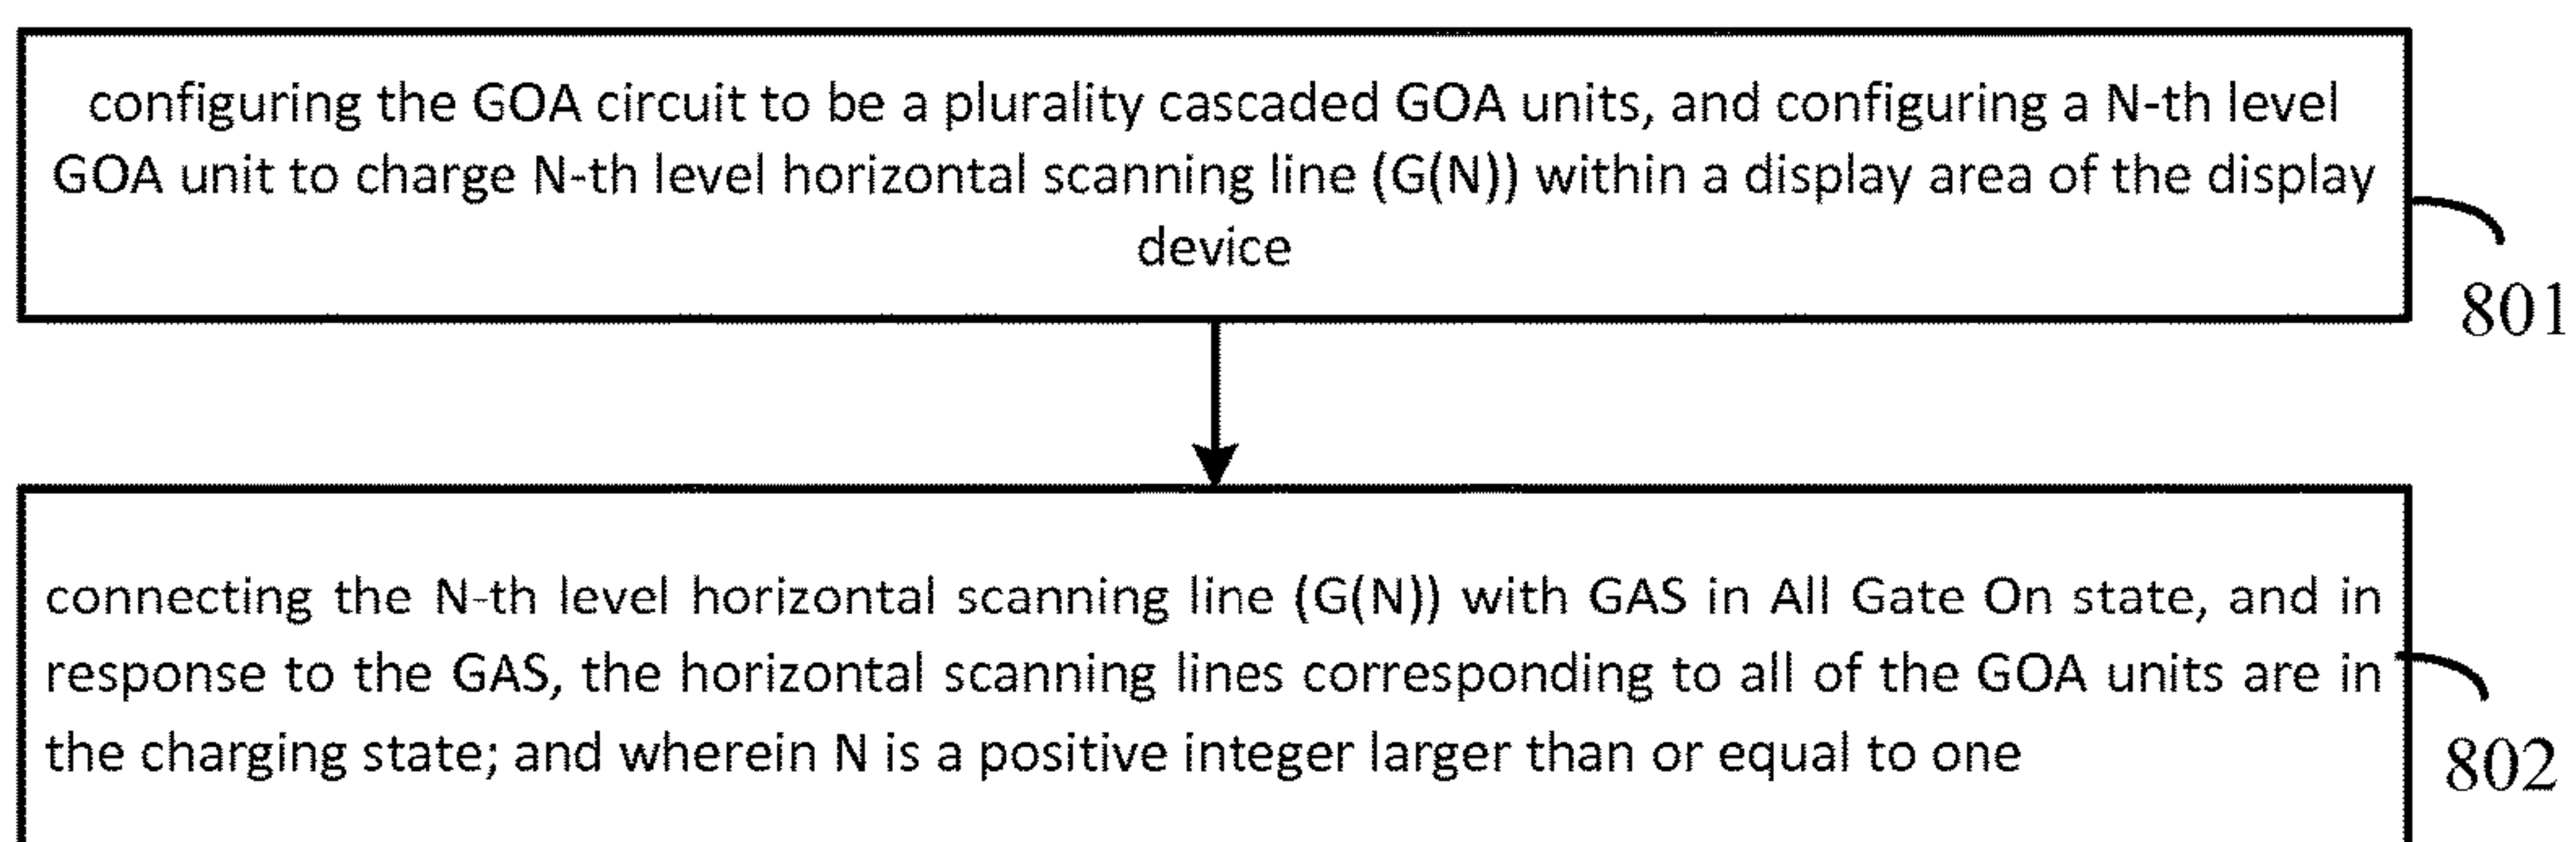 configuring the GOA circuit to be a plurality cascaded GOA units, and configuring a N-th level
GOA unit to charge N-th level horizontal scanning line (G(N)) within a display area of the display
device
801
connecting the N-th level horizontal scanning line (G(N)) with GAS in All Gate On state, and in
response to the GAS, the horizontal scanning lines corresponding to all of the GOA units are in
the charging state; and wherein N is a positive integer larger than or equal to one
802